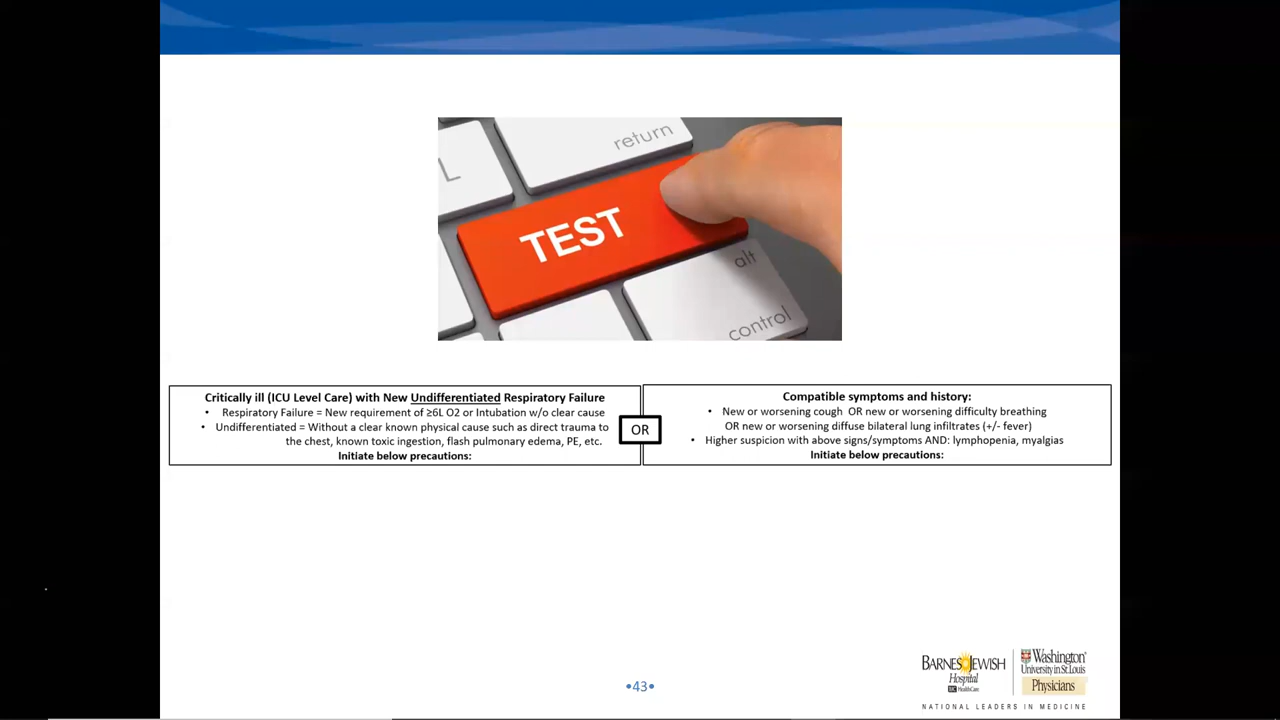 return
L
TEST
alt
control
Critically ill (ICU Level Care) with New Undifferentiated Respiratory Failure
• Respiratory Failure = New requirement of ≥6L O2 or Intubation w/o clear cause
• Undifferentiated = Without a clear known physical cause such as direct trauma to
the chest, known toxic ingestion, flash pulmonary edema, PE, etc.
Initiate below precautions:
OR
Compatible symptoms and history:
• New or worsening cough OR new or worsening difficulty breathing
OR new or worsening diffuse bilateral lung infiltrates (+/- fever)
• Higher suspicion with above signs/symptoms AND: lymphopenia, myalgias
Initiate below precautions:
•43•
BARNES JEWISH
Hospital
BJC HealthCare
Washington
University in St. Louis
Physicians
NATIONAL LEADERS IN MEDICINE